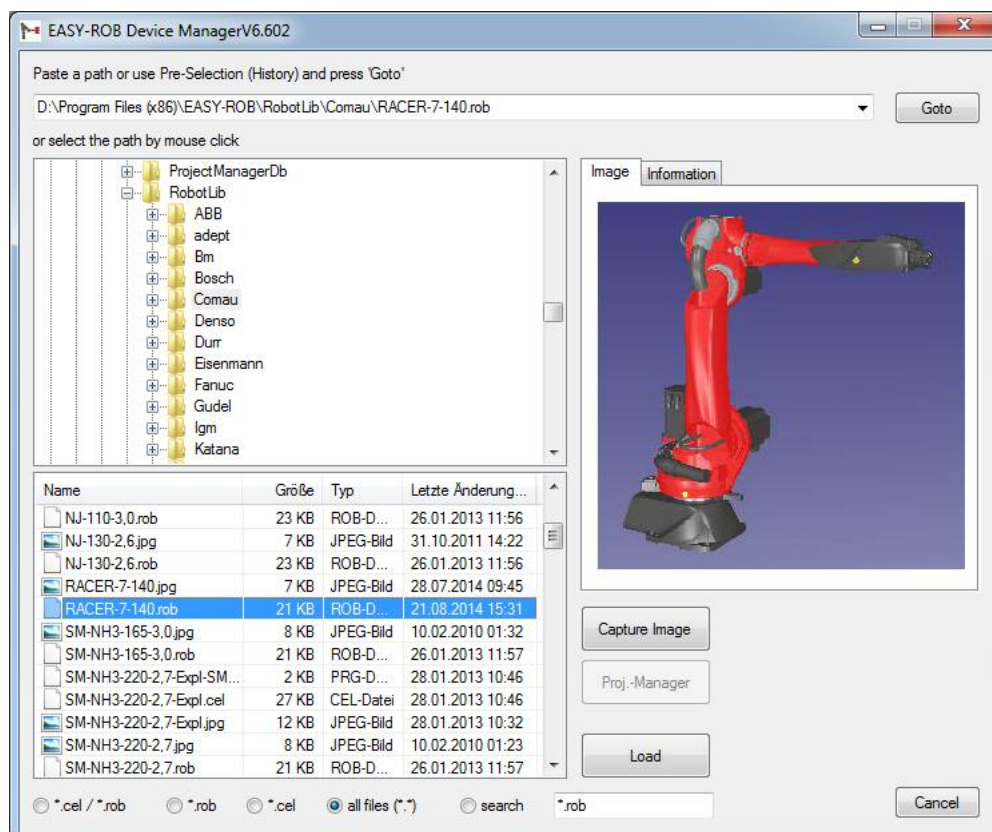 EASY-ROB Device ManagerV6.602
Paste a path or use Pre-Selection (History) and press 'Goto'
D:\Program Files (x86)\EASY-ROB\RobotLib\Comau\RACER-7-140.rob
Goto
or select the path by mouse click
ProjectManagerDb
RobotLib
ABB
adept
Bm
Bosch
Comau
Denso
Durr
Eisenmann
Fanuc
Gudel
Igm
Katana
Image Information
Name Größe Typ Letzte Änderung...
NJ-110-3,0.rob 23 KB ROB-D... 26.01.2013 11:56
NJ-130-2,6.jpg 7 KB JPEG-Bild 31.10.2011 14:22
NJ-130-2,6.rob 23 KB ROB-D... 26.01.2013 11:56
RACER-7-140.jpg 7 KB JPEG-Bild 28.07.2014 09:45
RACER-7-140.rob 21 KB ROB-D... 21.08.2014 15:31
SM-NH3-165-3,0.jpg 8 KB JPEG-Bild 10.02.2010 01:32
SM-NH3-165-3,0.rob 21 KB ROB-D... 26.01.2013 11:57
SM-NH3-220-2,7-Expl-SM... 2 KB PRG-D... 28.01.2013 10:46
SM-NH3-220-2,7-Expl.cel 27 KB CEL-Datei 28.01.2013 10:46
SM-NH3-220-2,7-Expl.jpg 12 KB JPEG-Bild 28.01.2013 10:32
SM-NH3-220-2,7.jpg 8 KB JPEG-Bild 10.02.2010 01:23
SM-NH3-220-2,7.rob 21 KB ROB-D... 26.01.2013 11:57
Capture Image
Proj.-Manager
Load
*.cel / *.rob *.rob *.cel all files (*.*) search *.rob
Cancel